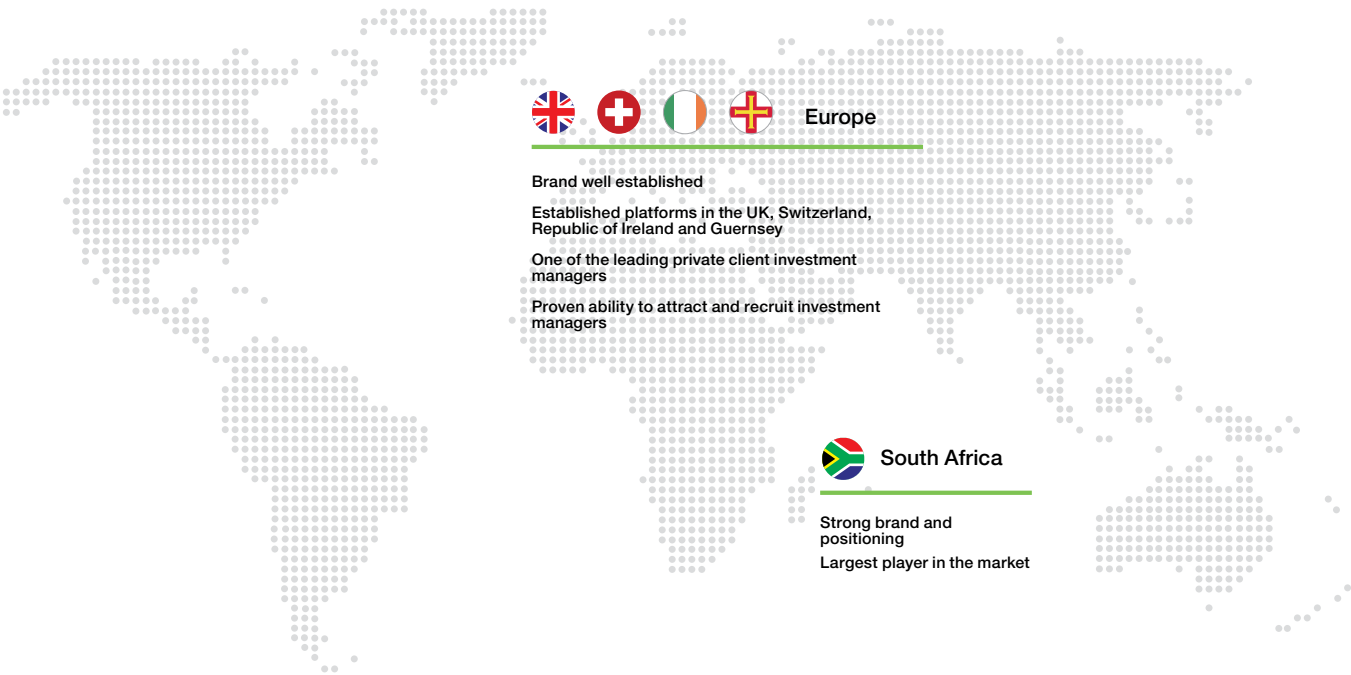 Europe
Brand well established
Established platforms in the UK, Switzerland,
Republic of Ireland and Guernsey
One of the leading private client investment
managers
Proven ability to attract and recruit investment
managers
South Africa
Strong brand and
positioning
Largest player in the market